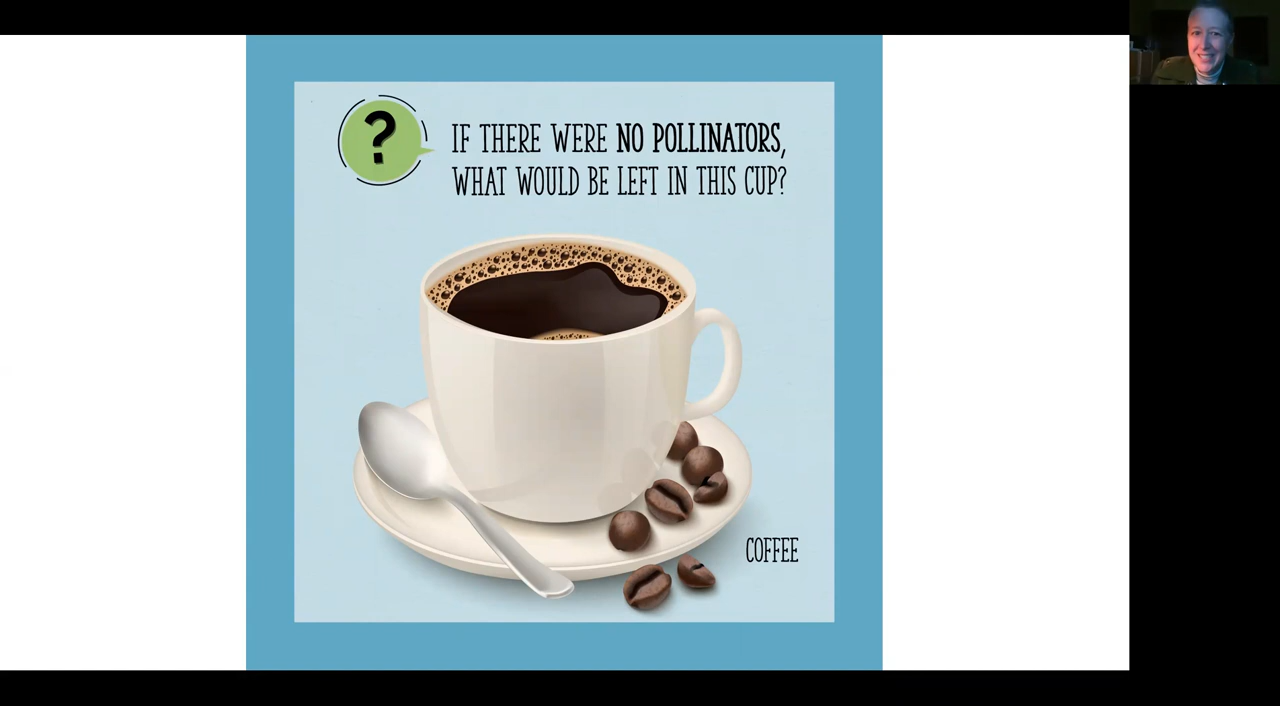 ?
IF THERE WERE NO POLLINATORS,
WHAT WOULD BE LEFT IN THIS CUP?
COFFEE